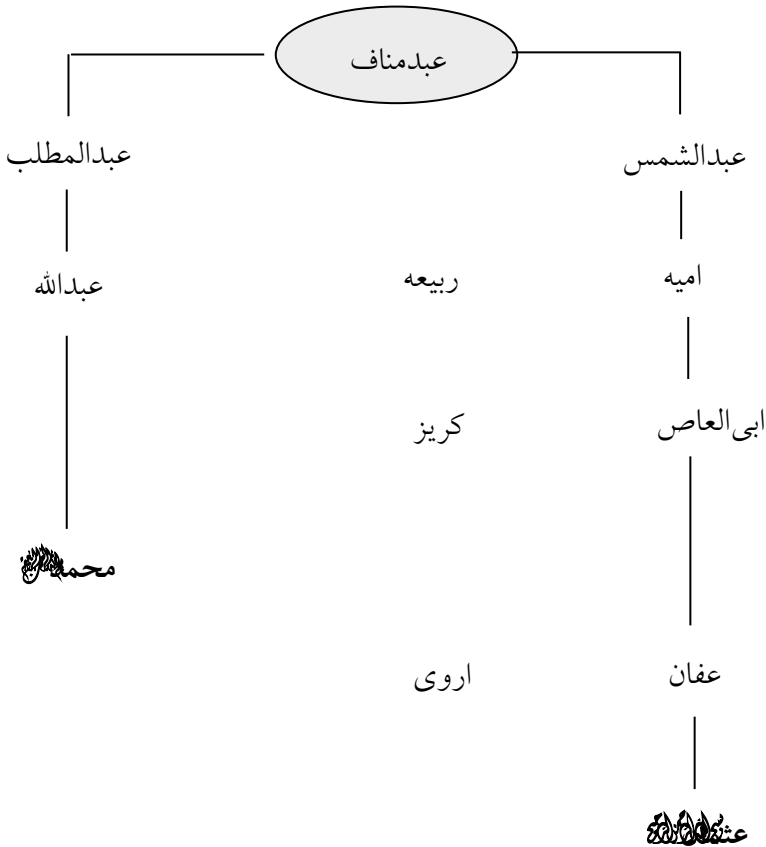 عبدمناف
عبدالشمس
عبدالمطلب
امیه
ربیعه
عبدالله
ابی‌العاص
کریز
محمد
عفان
اروی